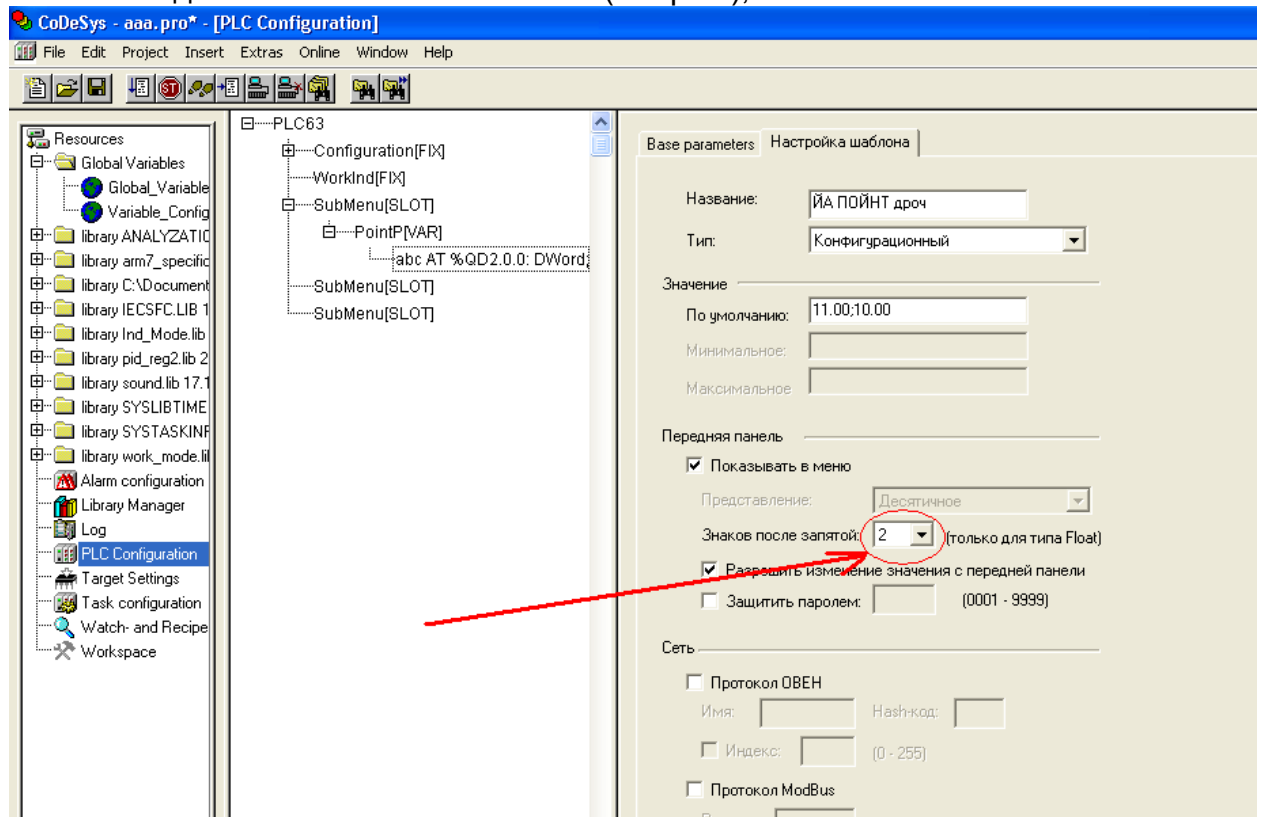 CoDeSys - aaa.pro* - [PLC Configuration]
File Edit Project Insert Extras Online Window Help
Resources
Global Variables
Global_Variable
Variable_Config
library ANALYZATIC
library arm7_specific
library C:\Document
library IECSFC.LIB 1
library Ind_Mode.lib
library pid_reg2.lib 2
library sound.lib 17.1
library SYSLIBTIME
library SYSTASKINF
library work_mode.lil
Alarm configuration
Library Manager
Log
PLC Configuration
Target Settings
Task configuration
Watch- and Recipe
Workspace
PLC63
Configuration[FIX]
WorkInd[FIX]
SubMenu[SLOT]
PointP[VAR]
abc AT %QD2.0.0: DWord;
SubMenu[SLOT]
SubMenu[SLOT]
Base parameters Настройка шаблона
Название: ЙА ПОЙНТ дроч
Тип: Конфигурационный
Значение
По умолчанию: 11.00;10.00
Минимальное:
Максимальное
Передняя панель
Показывать в меню
Представление: Десятичное
Знаков после запятой: 2 (только для типа Float)
Разрешить изменение значения с передней панели
Защитить паролем: (0001 - 9999)
Сеть
Протокол ОВЕН
Имя: Hash-код:
Индекс: (0 - 255)
Протокол ModBus